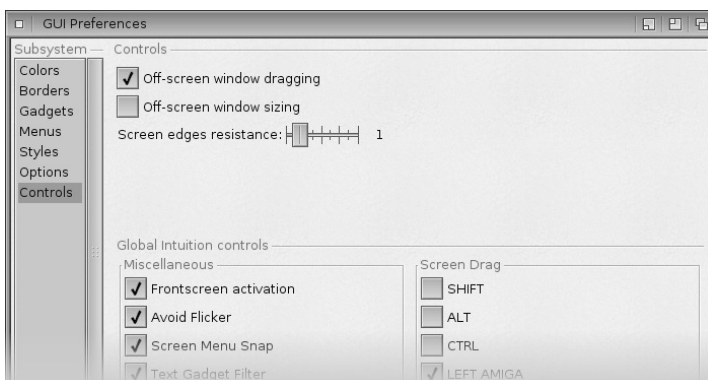 GUI Preferences
Subsystem
Colors
Borders
Gadgets
Menus
Styles
Options
Controls
Controls
Off-screen window dragging
Off-screen window sizing
Screen edges resistance: 1
Global Intuition controls
Miscellaneous
Frontscreen activation
Avoid Flicker
Screen Menu Snap
Text Gadget Filter
Screen Drag
SHIFT
ALT
CTRL
LEFT AMIGA